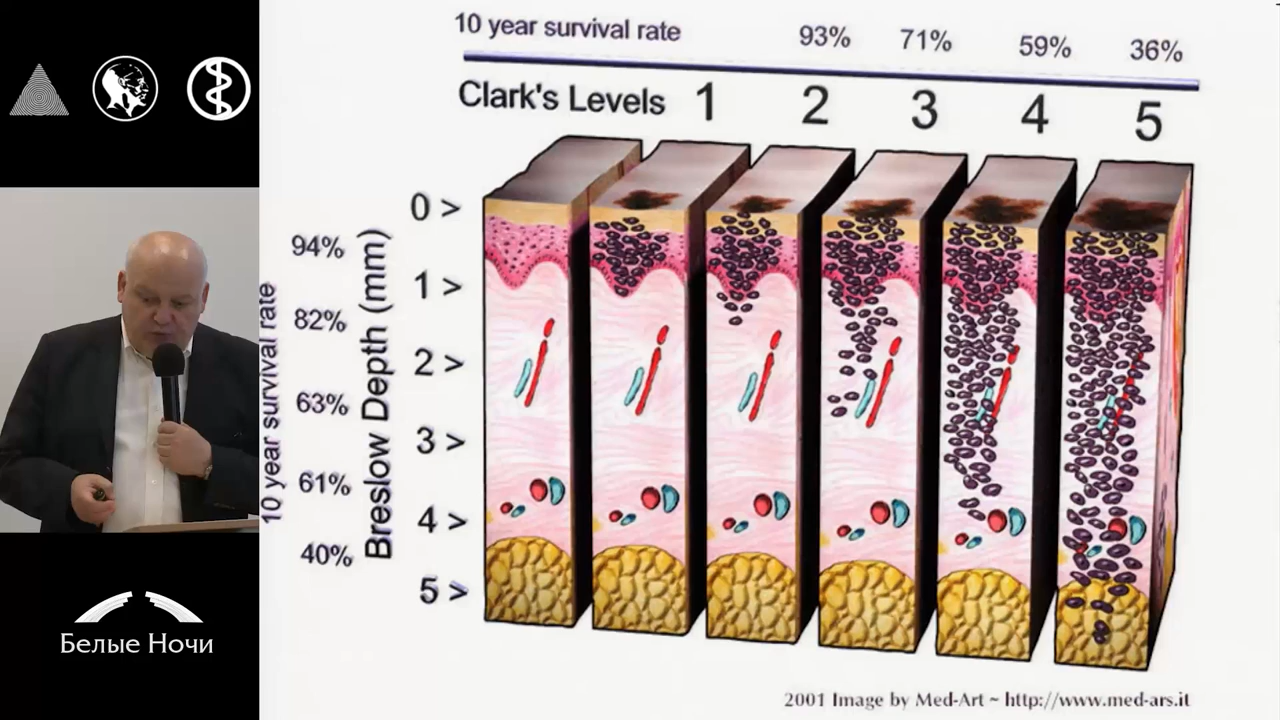 10 year survival rate 93% 71% 59% 36%
Clark's Levels 1 2 3 4 5
0 >
94%
1 >
82%
2 >
63%
3 >
61%
4 >
40%
5 >
10 year survival rate
Breslow Depth (mm)
Белые Ночи
2001 Image by Med-Art ~ http://www.med-ars.it